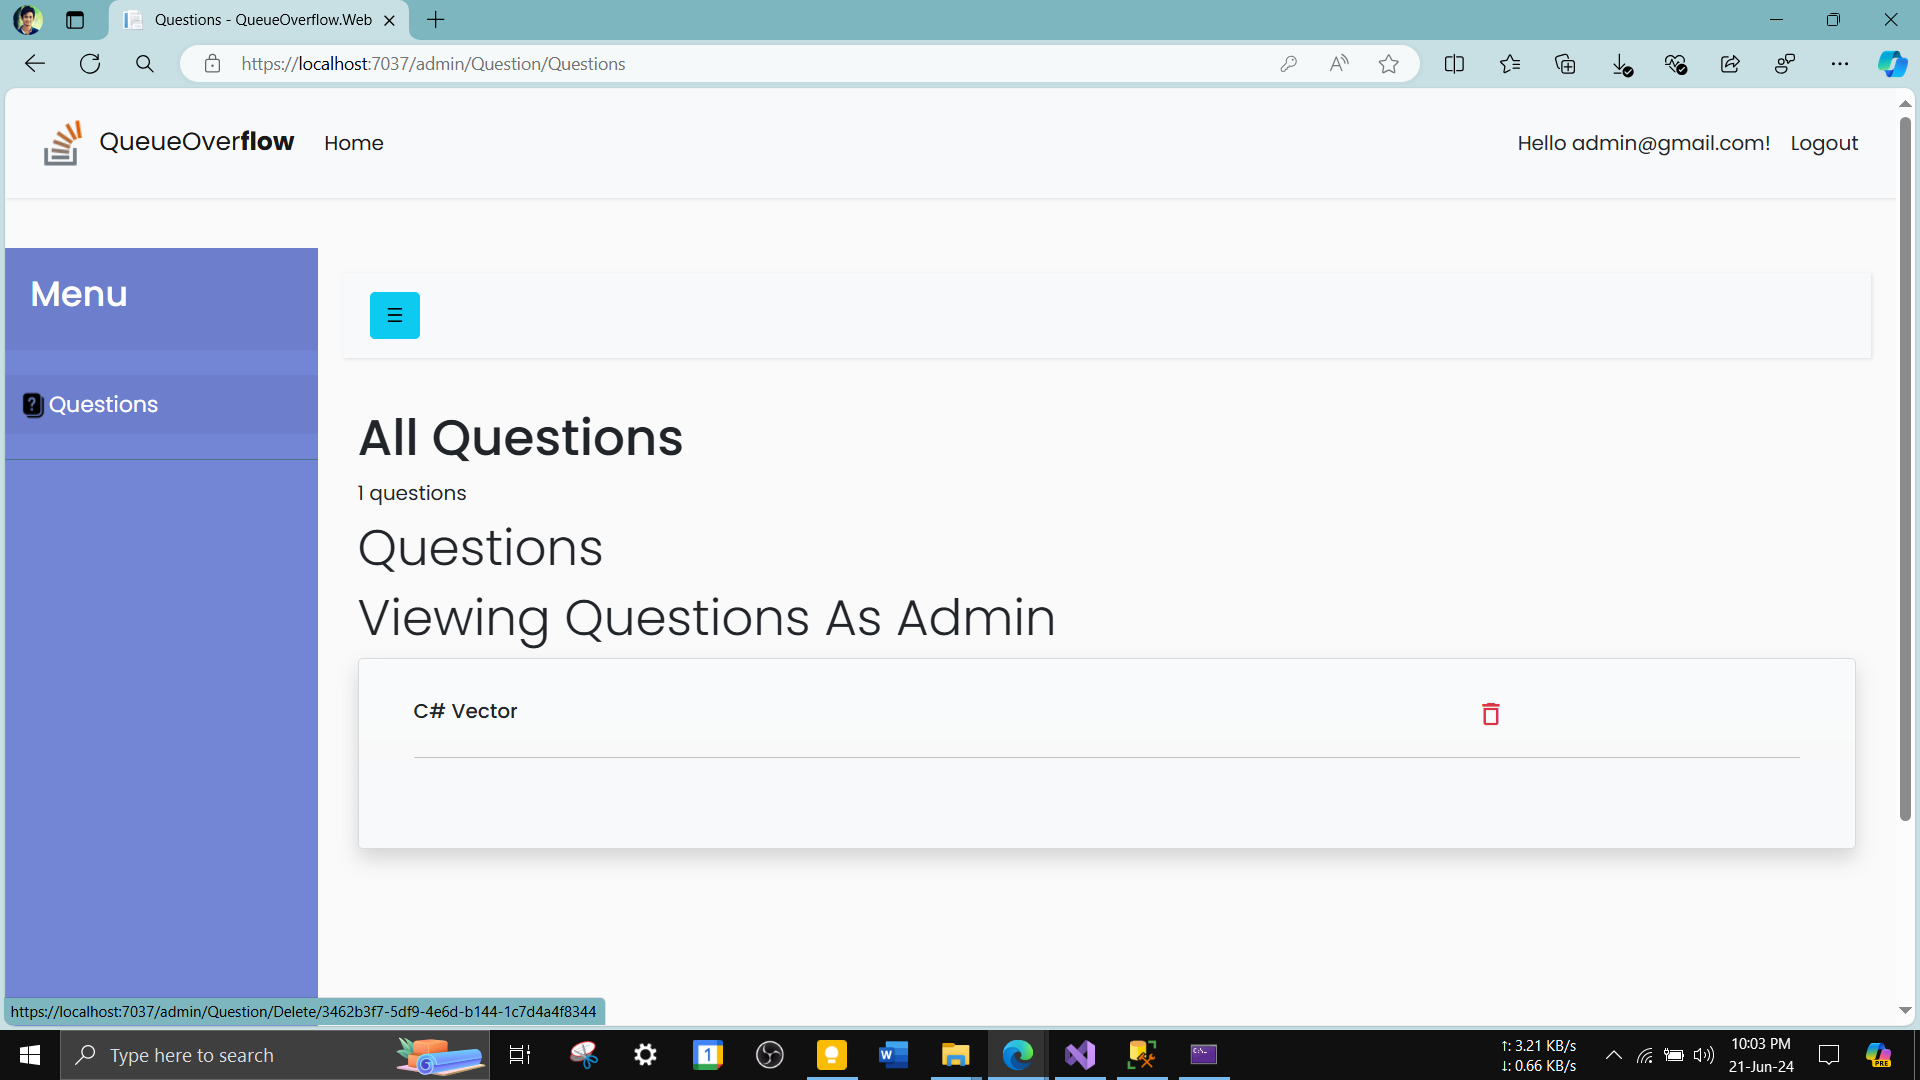 Questions - QueueOverflow.Web
https://localhost:7037/admin/Question/Questions
QueueOverflow
Home
Hello admin@gmail.com!
Logout
Menu
Questions
All Questions
1 questions
Questions
Viewing Questions As Admin
C# Vector
https://localhost:7037/admin/Question/Delete/3462b3f7-5df9-4e6d-b144-1c7d4a4f8344
Type here to search
1
W
↑: 3.21 KB/s
↓: 0.66 KB/s
10:03 PM
21-Jun-24
PRE